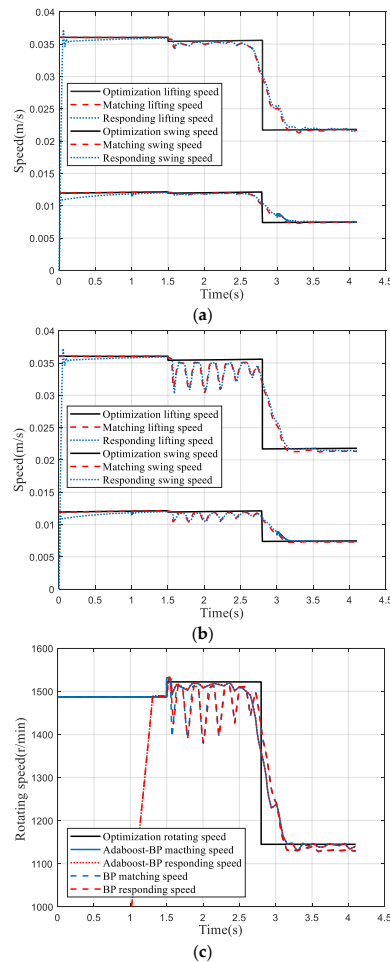 0.04
0.035
0.03
0.025
0.02
0.015
0.01
0.005
0
Speed(m/s)
Optimization lifting speed
Matching lifting speed
Responding lifting speed
Optimization swing speed
Matching swing speed
Responding swing speed
0 0.5 1 1.5 2 2.5 3 3.5 4 4.5
Time(s)
(a)
0.04
0.035
0.03
0.025
0.02
0.015
0.01
0.005
0
Speed(m/s)
Optimization lifting speed
Matching lifting speed
Responding lifting speed
Optimization swing speed
Matching swing speed
Responding swing speed
0 0.5 1 1.5 2 2.5 3 3.5 4 4.5
Time(s)
(b)
1600
1500
1400
1300
1200
1100
1000
Rotating speed(r/min)
Optimization rotating speed
Adaboost-BP macthing speed
Adaboost-BP responding speed
BP matching speed
BP responding speed
0 0.5 1 1.5 2 2.5 3 3.5 4 4.5
Time(s)
(c)